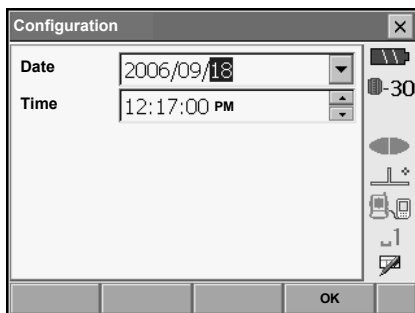 Configuration
Date 2006/09/18
-30
Time 12:17:00 PM
1
OK